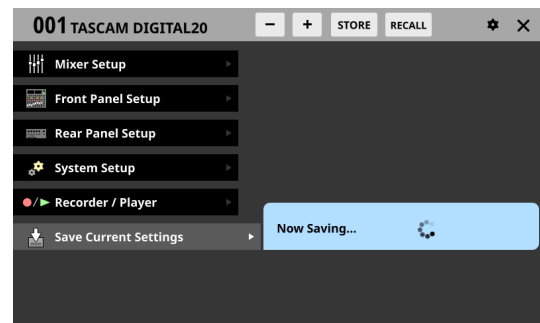 001 TASCAM DIGITAL20 − + STORE RECALL ×
Mixer Setup
Front Panel Setup
Rear Panel Setup
System Setup
Recorder / Player
Save Current Settings
Now Saving...